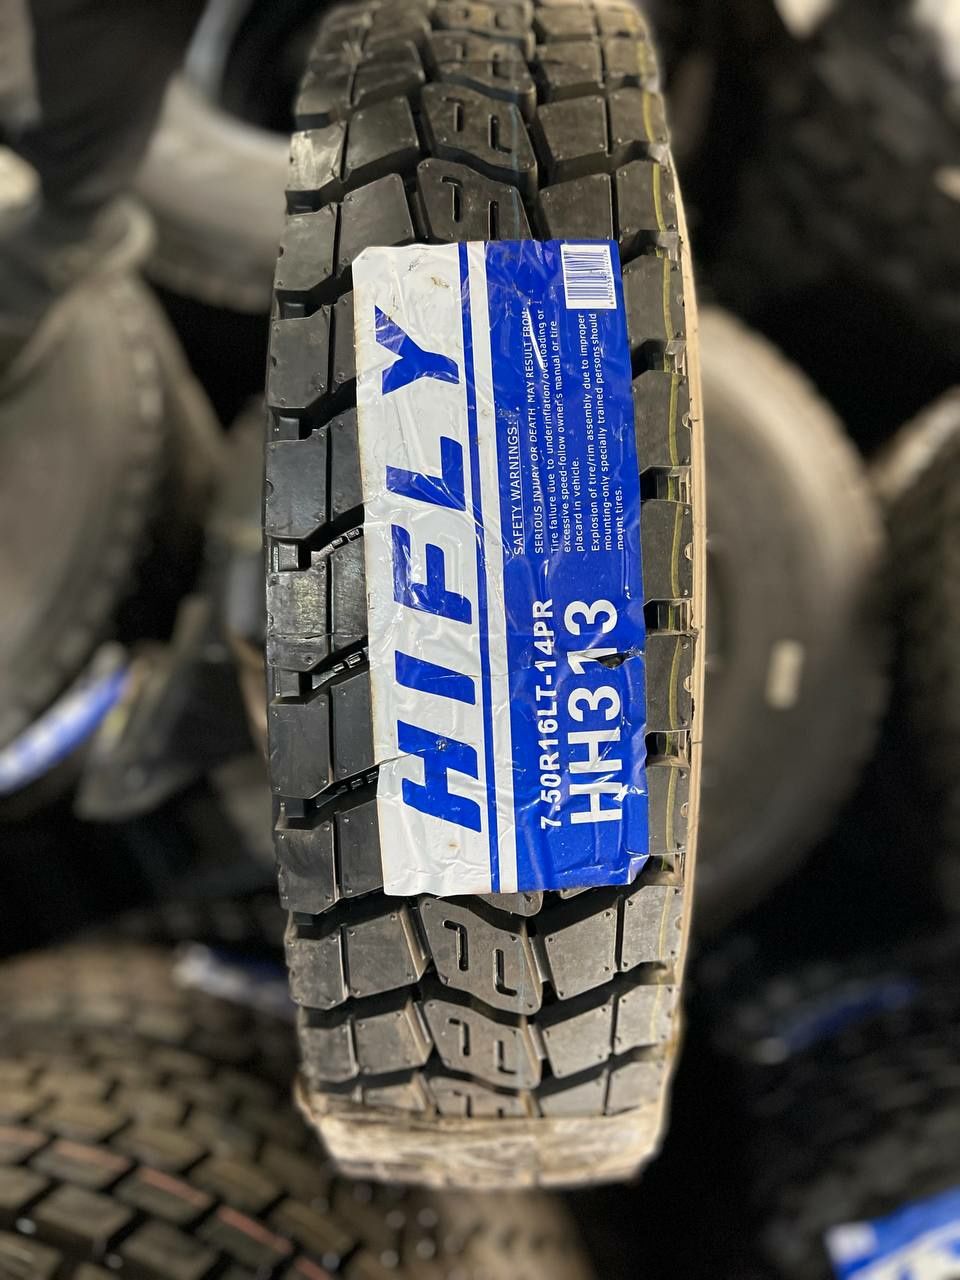 HIFLY
SAFETY WARNINGS:
SERIOUS INJURY OR DEATH MAY RESULT FROM:
Tire failure due to underinflation/overloading or
excessive speed-follow owner's manual or tire
placard in vehicle.
Explosion of tire/rim assembly due to improper
mounting-only specially trained persons should
mount tires.
7.50R16LT-14PR
HH313